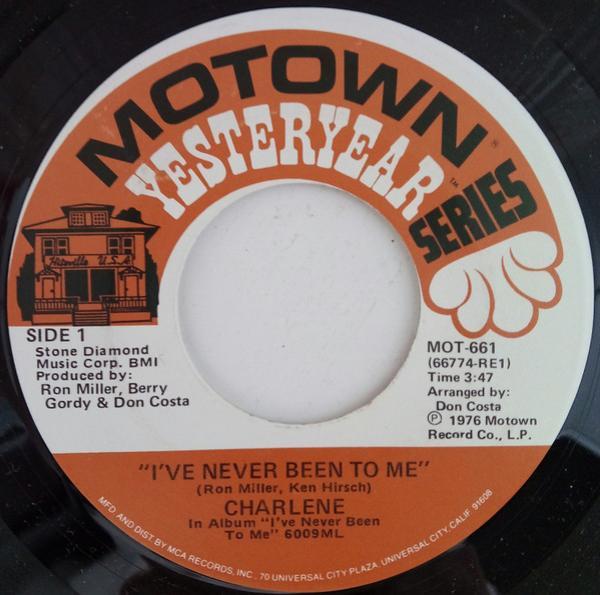 MOTOWN®
YESTERYEAR™
SERIES
Hitsville U.S.A
SIDE 1
Stone Diamond
Music Corp. BMI
Produced by:
Ron Miller, Berry
Gordy & Don Costa
MOT-661
(66774-RE1)
Time 3:47
Arranged by:
Don Costa
℗ 1976 Motown
Record Co., L.P.
"I'VE NEVER BEEN TO ME"
(Ron Miller, Ken Hirsch)
CHARLENE
In Album "I've Never Been
To Me" 6009ML
MFD. AND DIST. BY MCA RECORDS, INC., 70 UNIVERSAL CITY PLAZA, UNIVERSAL CITY, CALIF. 91608